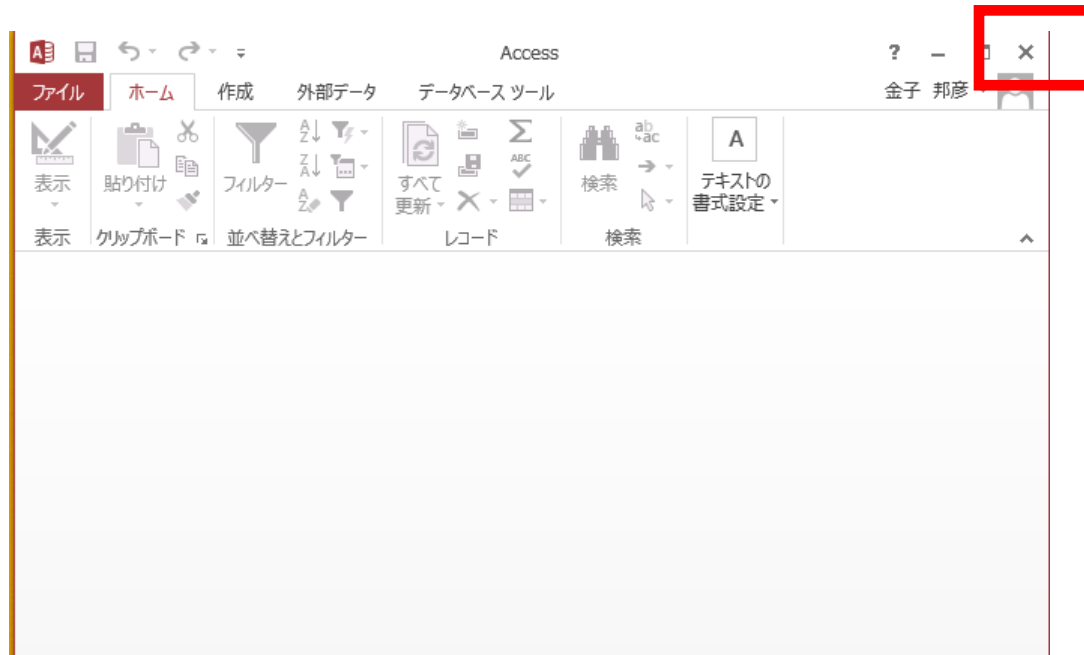 Access
ファイル ホーム 作成 外部データ データベース ツール 金子 邦彦
表示 貼り付け フィルター すべて 検索 テキストの
更新 書式設定
表示 クリップボード 並べ替えとフィルター レコード 検索